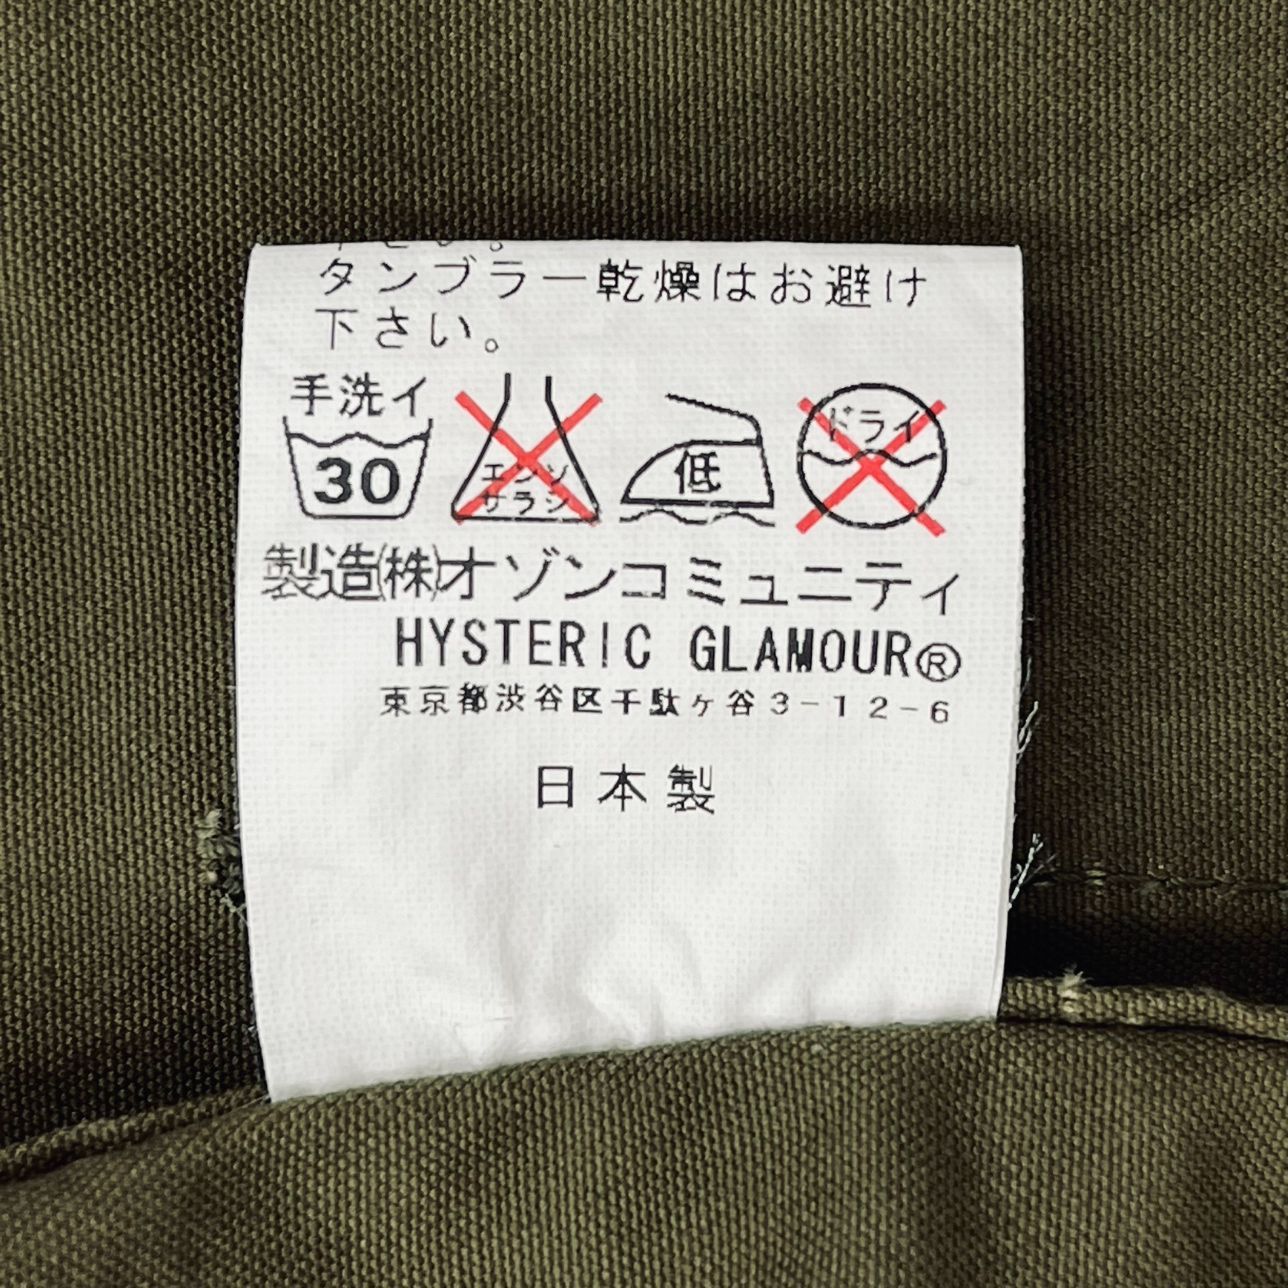 下さい。
タンブラー乾燥はお避け
下さい。
手洗イ
30
エンソ
サラシ
低
ドライ
製造(株)オゾンコミュニティ
HYSTERIC GLAMOUR®
東京都渋谷区千駄ヶ谷3-12-6
日本製